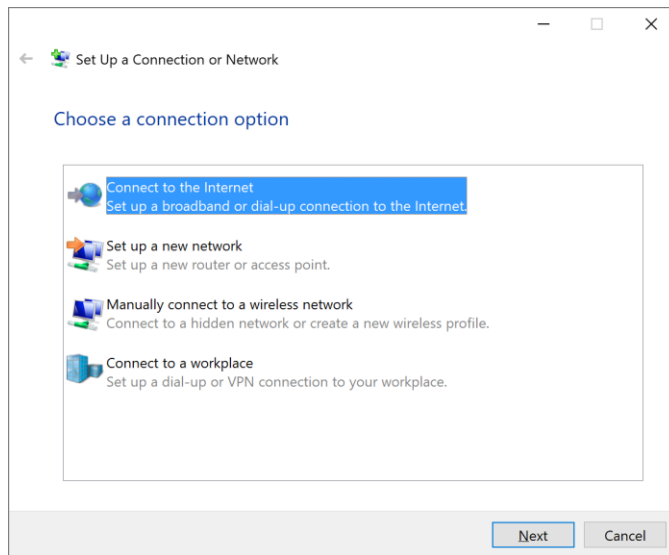 Set Up a Connection or Network
Choose a connection option
Connect to the Internet
Set up a broadband or dial-up connection to the Internet.
Set up a new network
Set up a new router or access point.
Manually connect to a wireless network
Connect to a hidden network or create a new wireless profile.
Connect to a workplace
Set up a dial-up or VPN connection to your workplace.
Next
Cancel